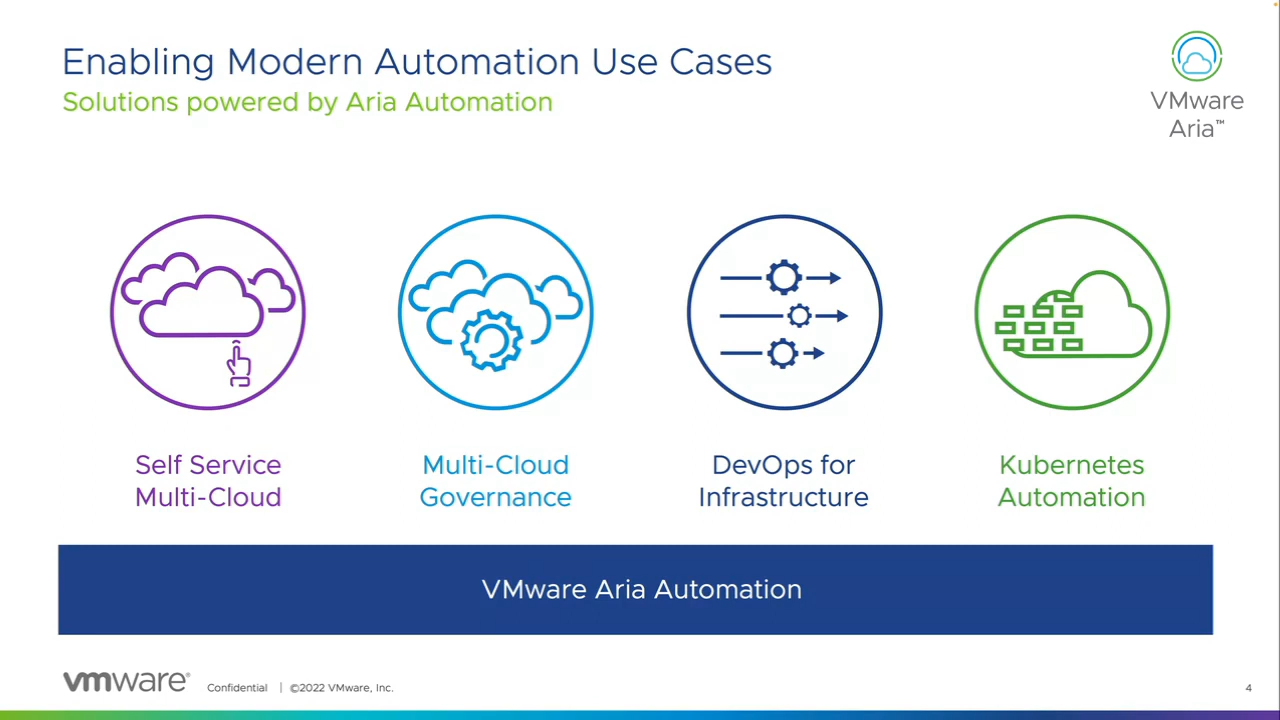 Enabling Modern Automation Use Cases
Solutions powered by Aria Automation
VMware
Aria™
Self Service
Multi-Cloud
Multi-Cloud
Governance
DevOps for
Infrastructure
Kubernetes
Automation
VMware Aria Automation
vmware® Confidential | ©2022 VMware, Inc. 4